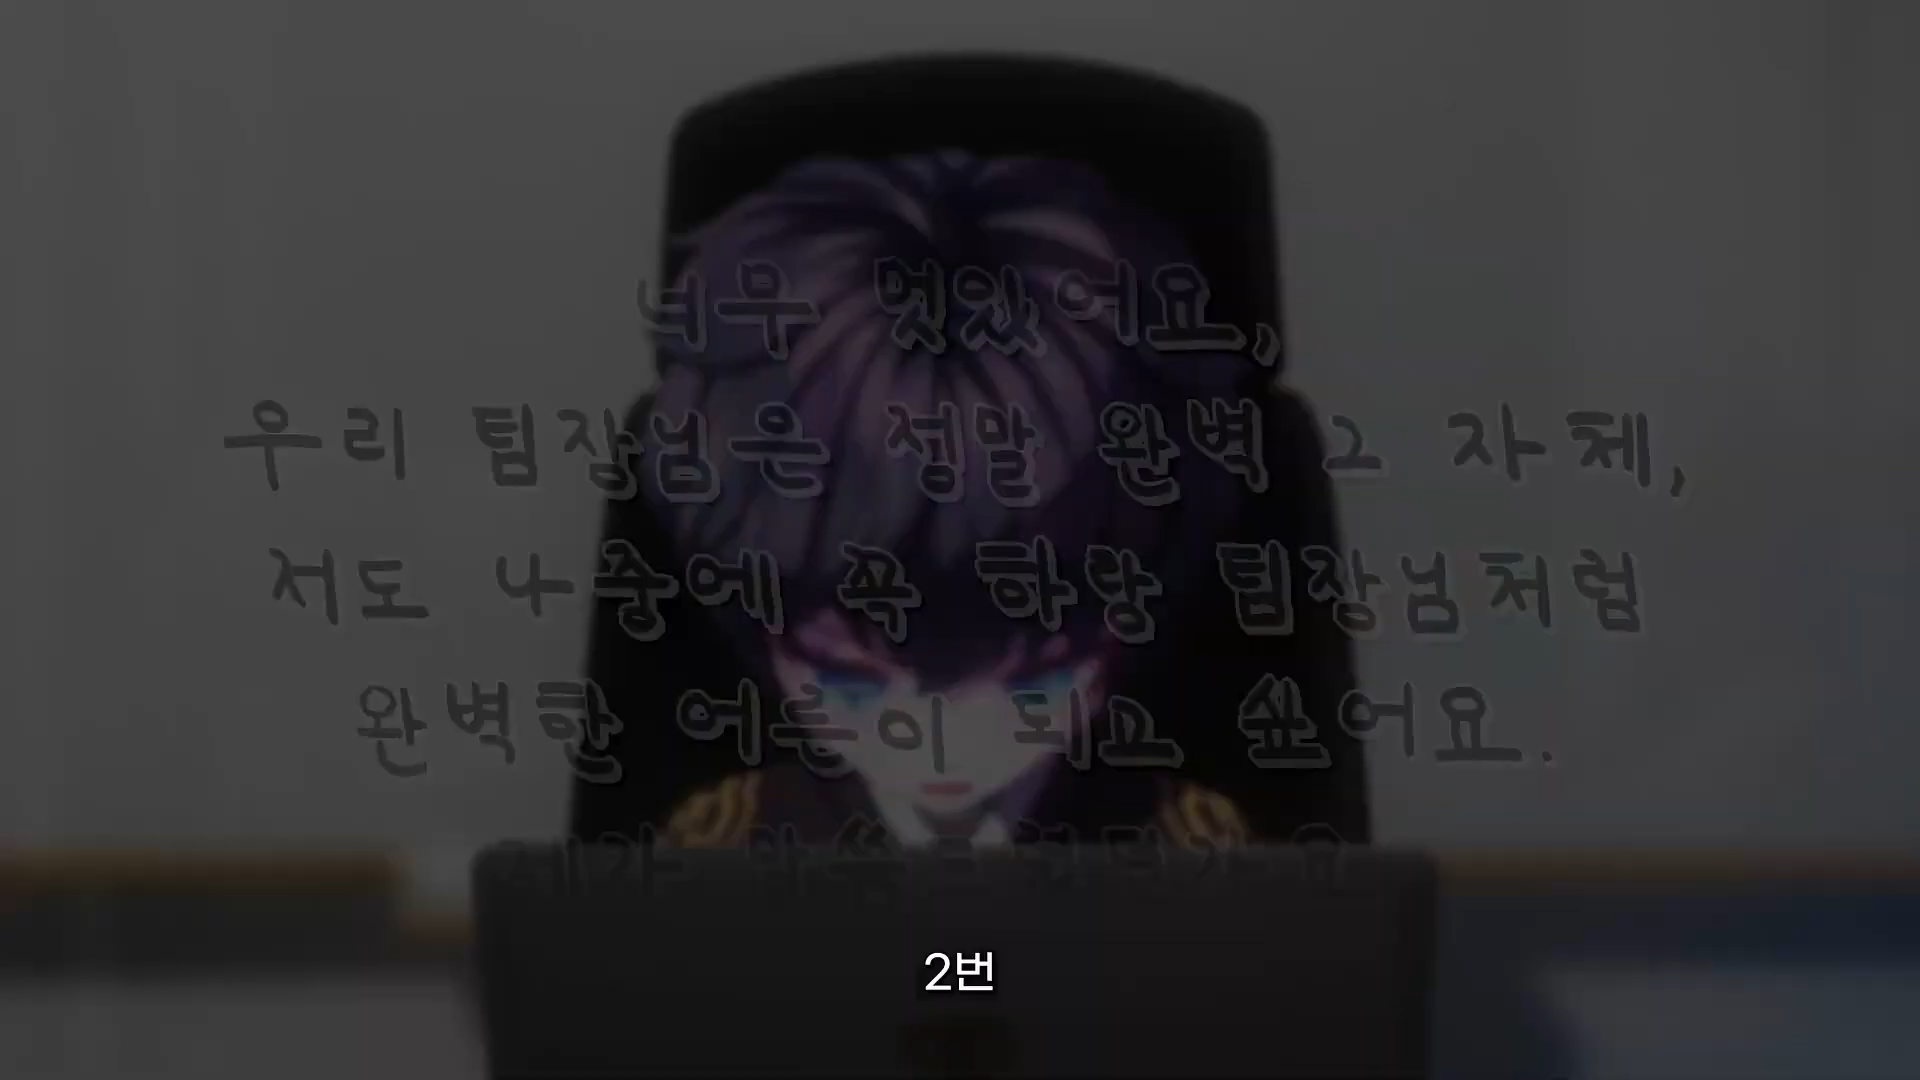 너무 멋있어요,
우리 팀장님은 정말 완벽 그 자체,
저도 나중에 꼭 하랑 팀장님처럼
완벽한 어른이 되고 싶어요.
제가
2번